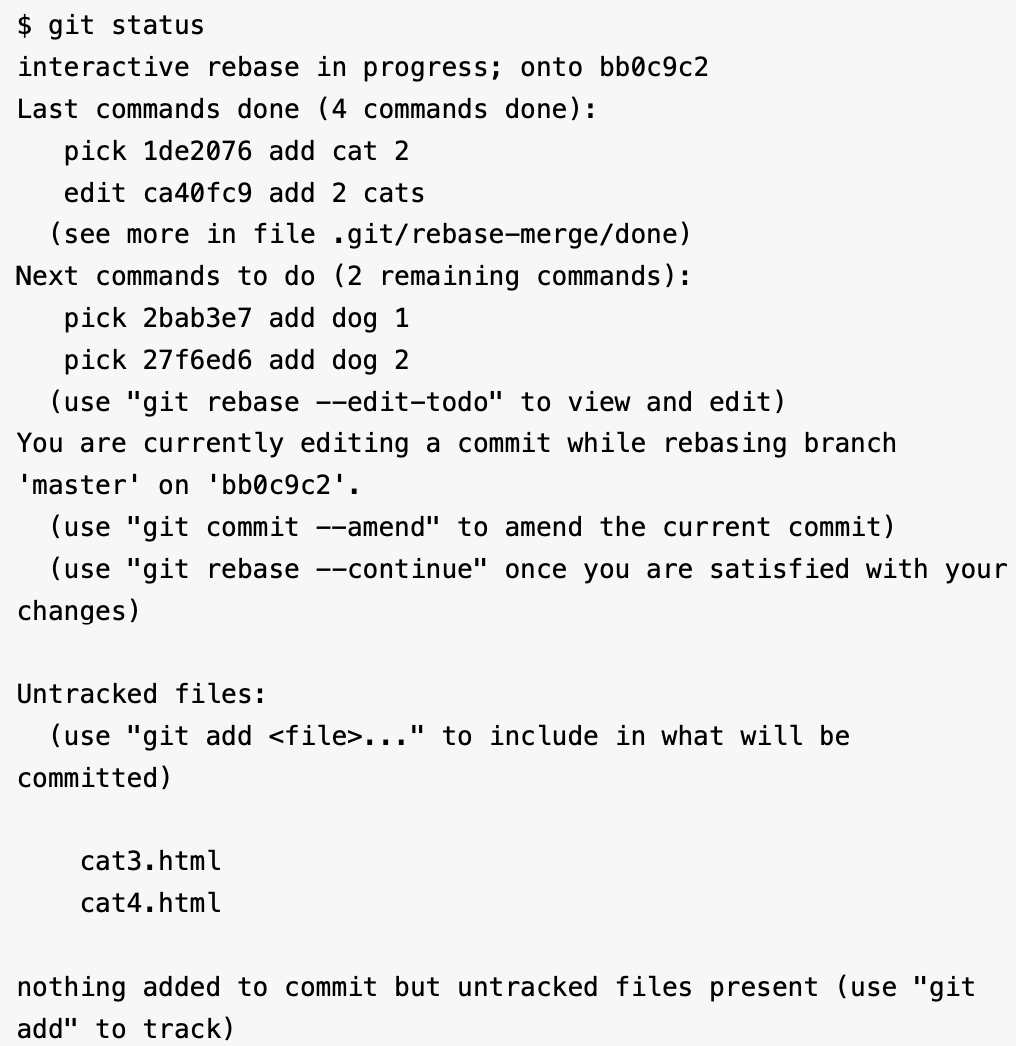 $ git status
interactive rebase in progress; onto bb0c9c2
Last commands done (4 commands done):
   pick 1de2076 add cat 2
   edit ca40fc9 add 2 cats
  (see more in file .git/rebase-merge/done)
Next commands to do (2 remaining commands):
   pick 2bab3e7 add dog 1
   pick 27f6ed6 add dog 2
  (use "git rebase --edit-todo" to view and edit)
You are currently editing a commit while rebasing branch
'master' on 'bb0c9c2'.
  (use "git commit --amend" to amend the current commit)
  (use "git rebase --continue" once you are satisfied with your
changes)

Untracked files:
  (use "git add <file>..." to include in what will be
committed)

    cat3.html
    cat4.html

nothing added to commit but untracked files present (use "git
add" to track)